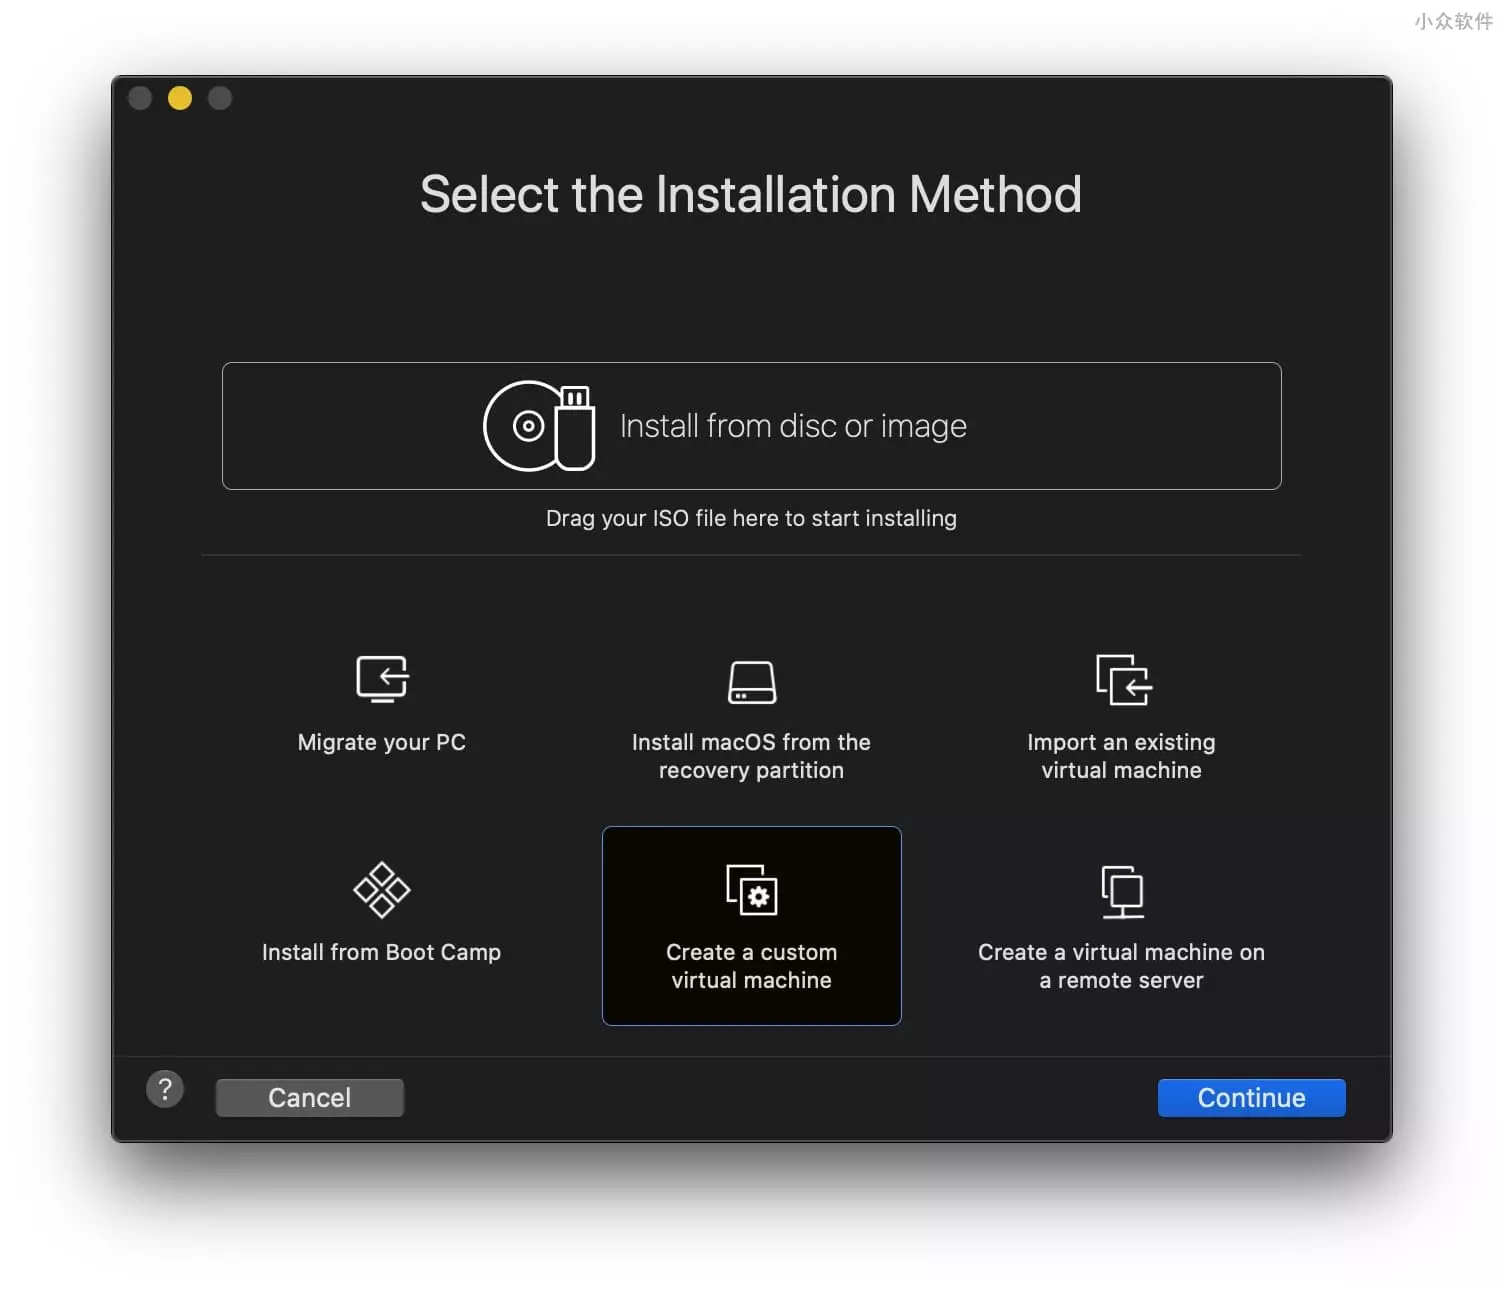 小众软件
Select the Installation Method
Install from disc or image
Drag your ISO file here to start installing
Migrate your PC
Install macOS from the
recovery partition
Import an existing
virtual machine
Install from Boot Camp
Create a custom
virtual machine
Create a virtual machine on
a remote server
?
Cancel
Continue